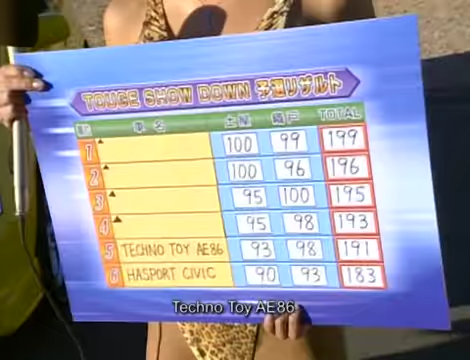 TOUGE SHOW DOWN 予選リザルト
車名 土屋 織戸 TOTAL
1 100 99 199
2 100 96 196
3 95 100 195
4 95 98 193
5 TECHNO TOY AE86 93 98 191
6 HASPORT CIVIC 90 93 183
Techno Toy AE86